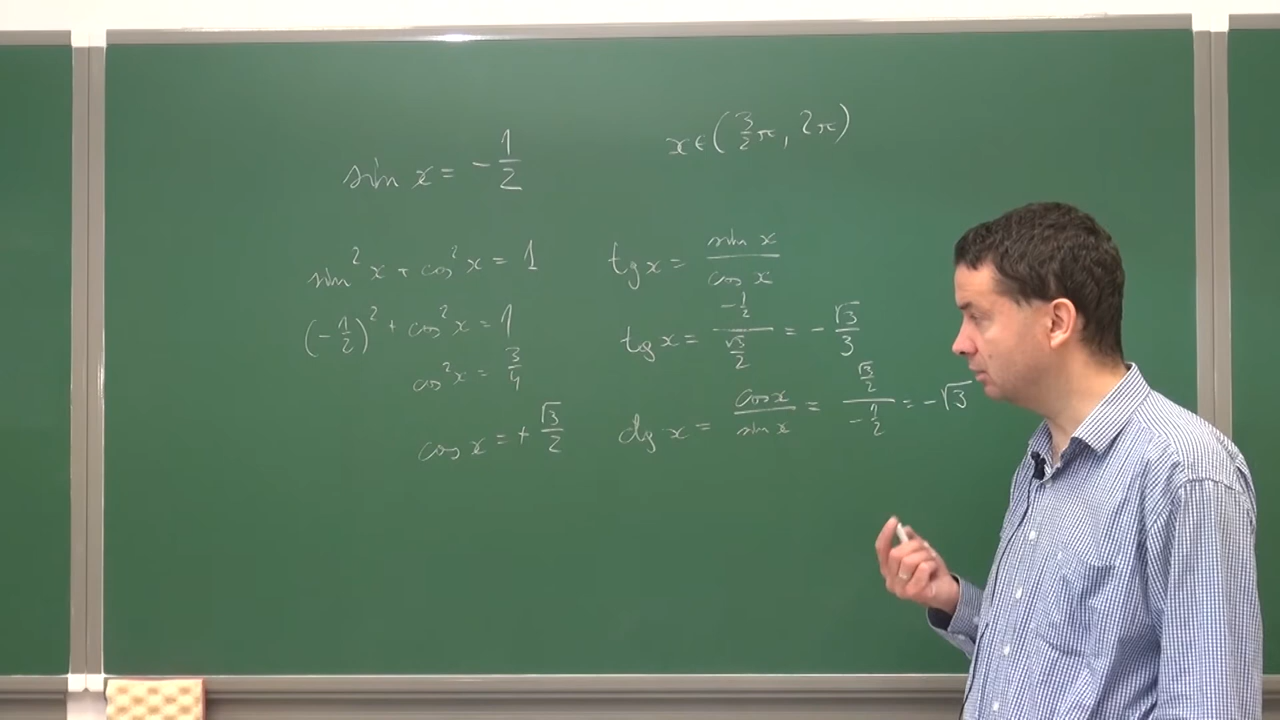 sin x = -1/2
x ∈ (3/2 π, 2π)
sin² x + cos² x = 1
(-1/2)² + cos² x = 1
cos² x = 3/4
cos x = + √3/2
tg x = sin x / cos x
tg x = (-1/2) / (√3/2) = - √3/3
ctg x = cos x / sin x = (√3/2) / (-1/2) = -√3